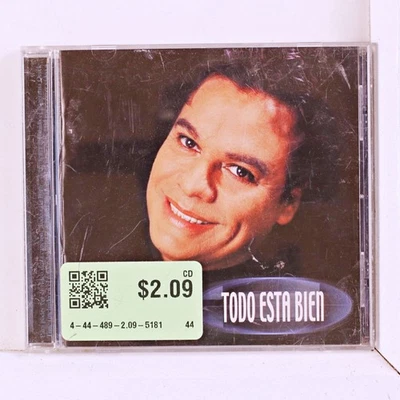 CD
$2.09
4-44-489-2.09-5181 44
TODO ESTA BIEN